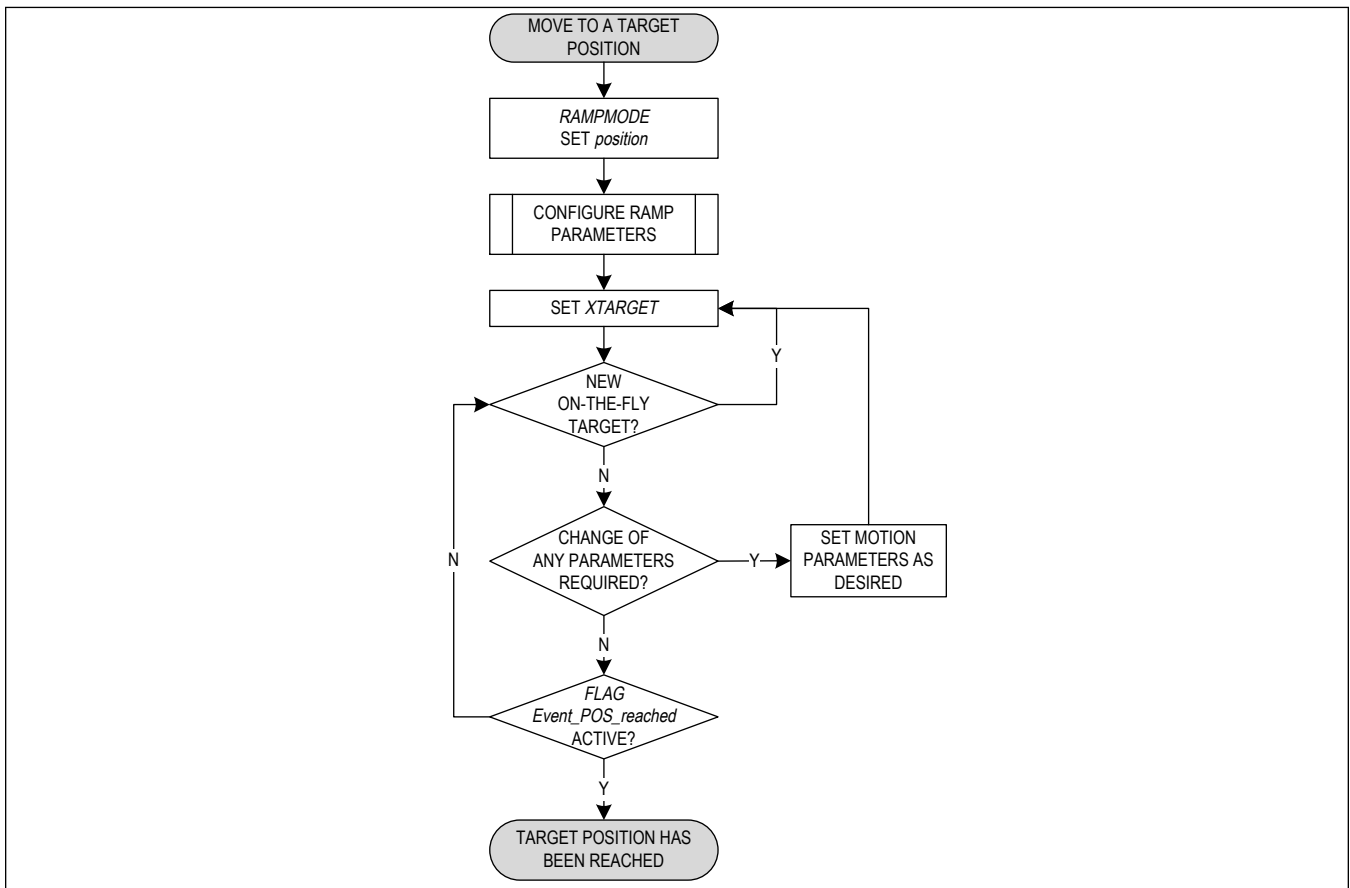 MOVE TO A TARGET
POSITION
RAMPMODE
SET position
CONFIGURE RAMP
PARAMETERS
SET XTARGET
Y
NEW
ON-THE-FLY
TARGET?
N
CHANGE OF
ANY PARAMETERS
REQUIRED?
Y
SET MOTION
PARAMETERS AS
DESIRED
N
N
FLAG
Event_POS_reached
ACTIVE?
Y
TARGET POSITION HAS
BEEN REACHED